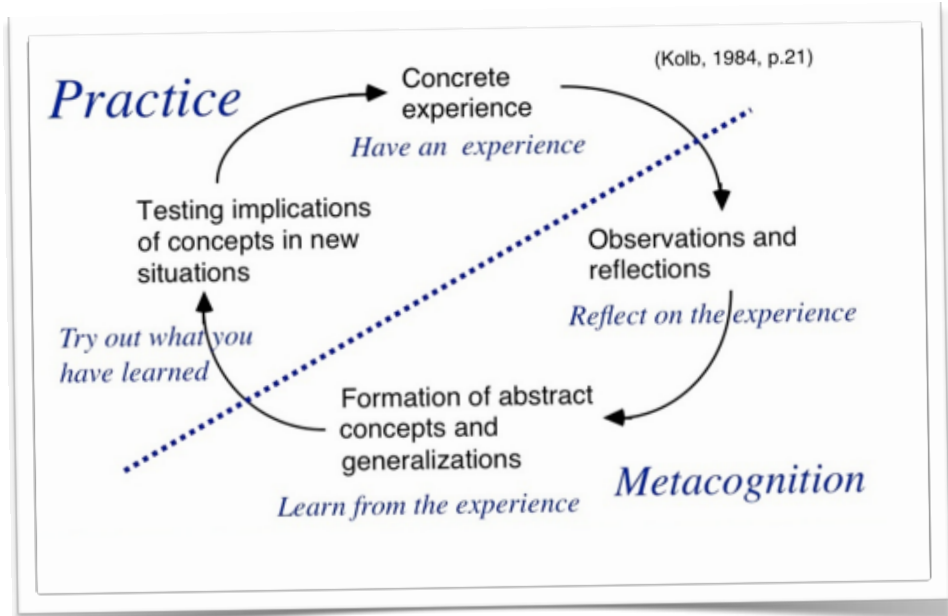 (Kolb, 1984, p.21)
Practice
Concrete
experience
Have an experience
Testing implications
of concepts in new
situations
Observations and
reflections
Reflect on the experience
Try out what you
have learned
Formation of abstract
concepts and
generalizations
Learn from the experience
Metacognition